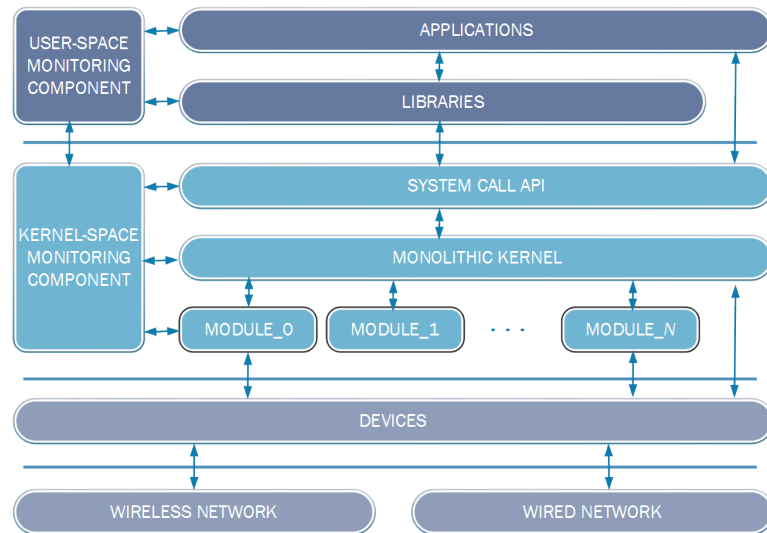 USER-SPACE
MONITORING
COMPONENT
APPLICATIONS
LIBRARIES
KERNEL-SPACE
MONITORING
COMPONENT
SYSTEM CALL API
MONOLITHIC KERNEL
MODULE_0
MODULE_1
. . .
MODULE_N
DEVICES
WIRELESS NETWORK
WIRED NETWORK